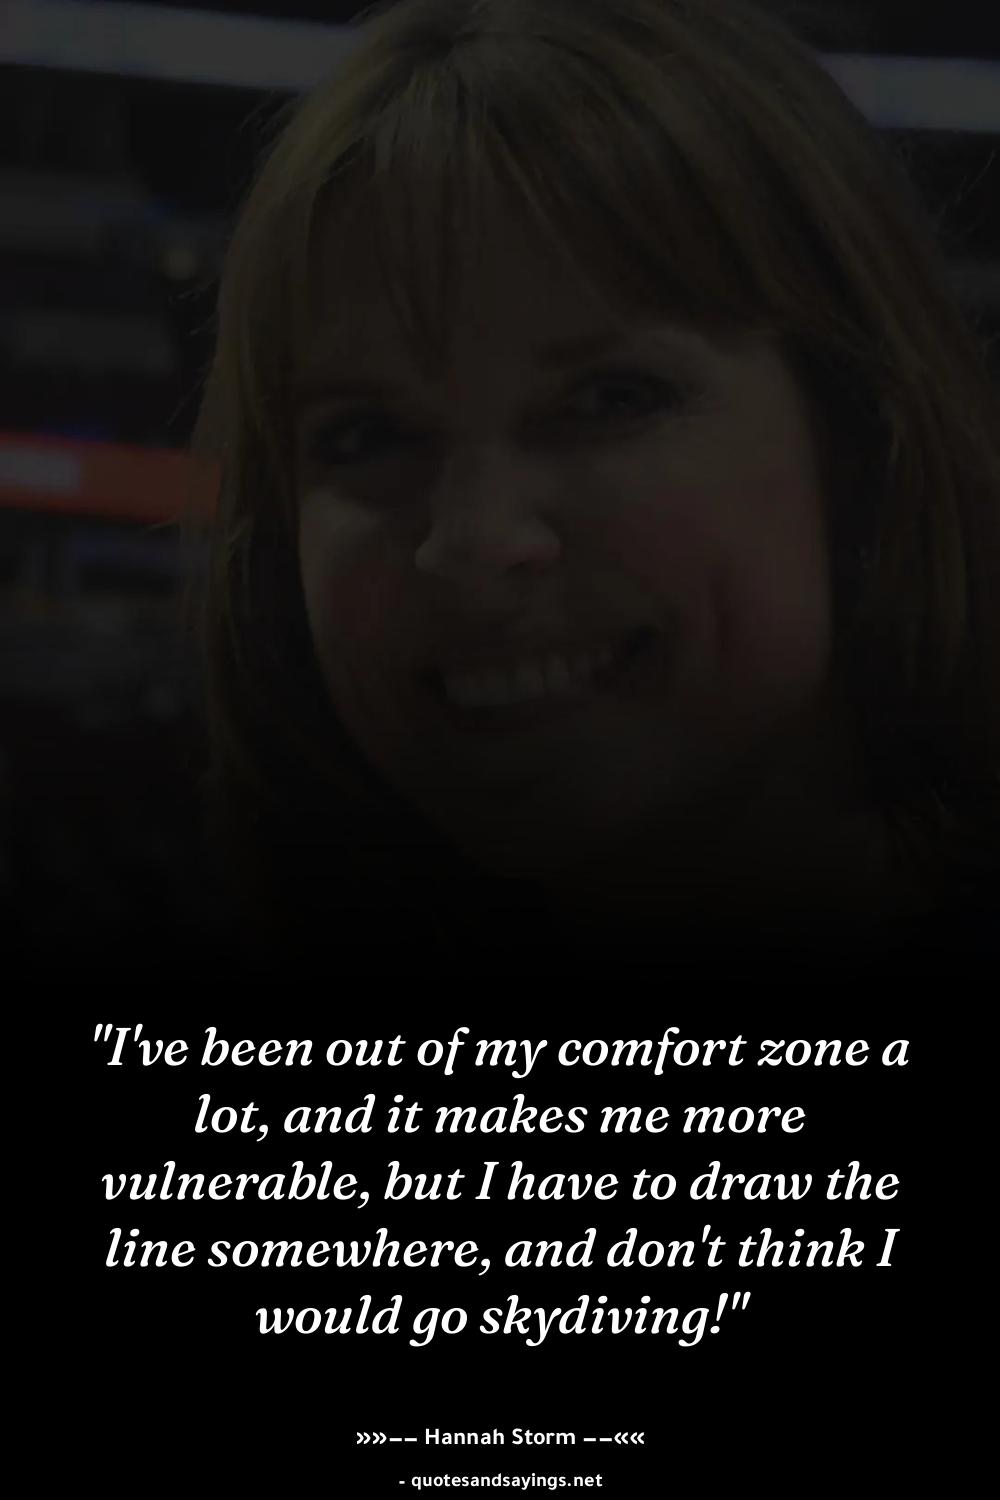 "I've been out of my comfort zone a
lot, and it makes me more
vulnerable, but I have to draw the
line somewhere, and don't think I
would go skydiving!"
»»–– Hannah Storm ––««
- quotesandsayings.net